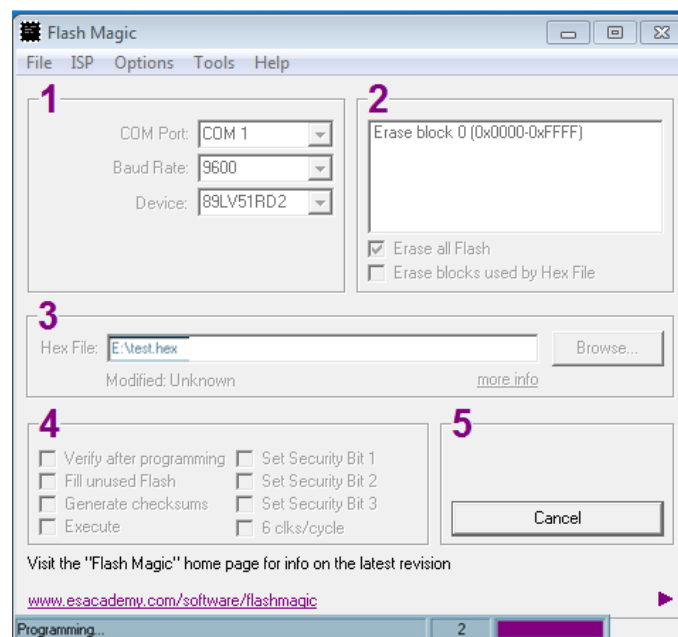 Flash Magic
File ISP Options Tools Help
1
COM Port: COM 1
Baud Rate: 9600
Device: 89LV51RD2
2
Erase block 0 (0x0000-0xFFFF)
Erase all Flash
Erase blocks used by Hex File
3
Hex File: E:\test.hex Browse...
Modified: Unknown more info
4
Verify after programming Set Security Bit 1
Fill unused Flash Set Security Bit 2
Generate checksums Set Security Bit 3
Execute 6 clks/cycle
5
Cancel
Visit the "Flash Magic" home page for info on the latest revision
www.esacademy.com/software/flashmagic
Programming... 2